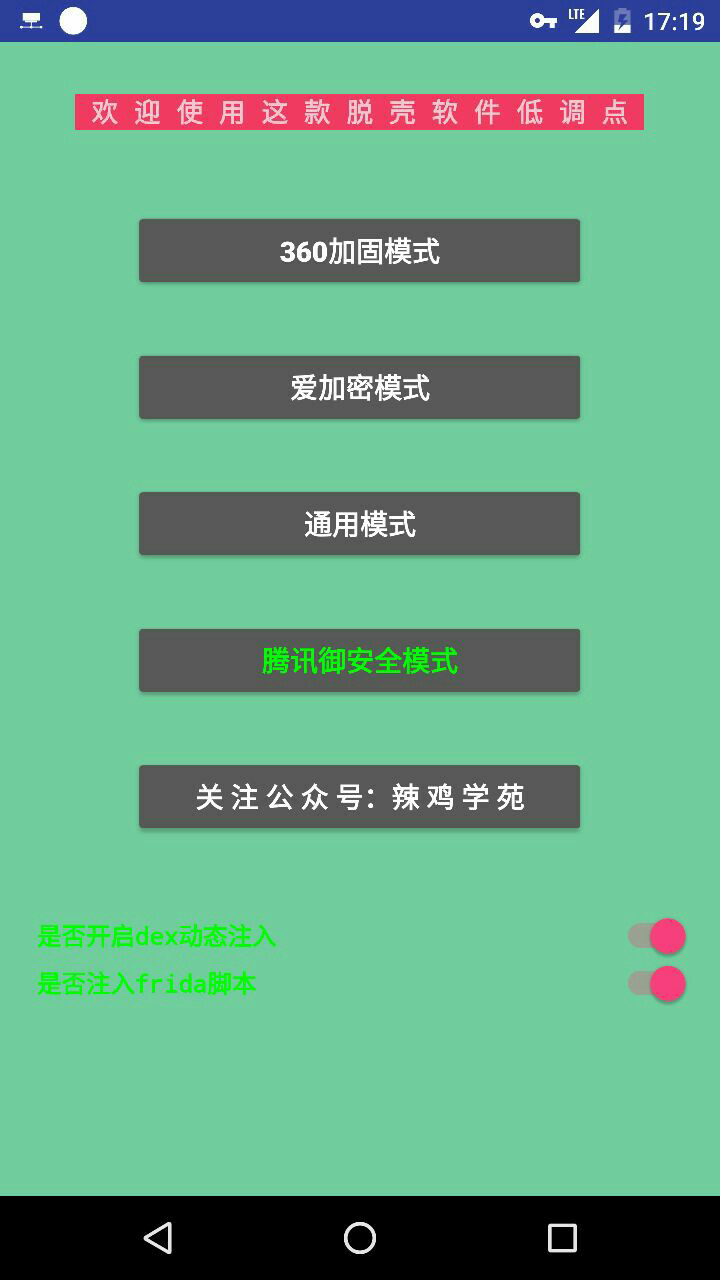 LTE 17:19
欢迎使用这款脱壳软件低调点
360加固模式
爱加密模式
通用模式
腾讯御安全模式
关注公众号：辣鸡学苑
是否开启dex动态注入
是否注入frida脚本